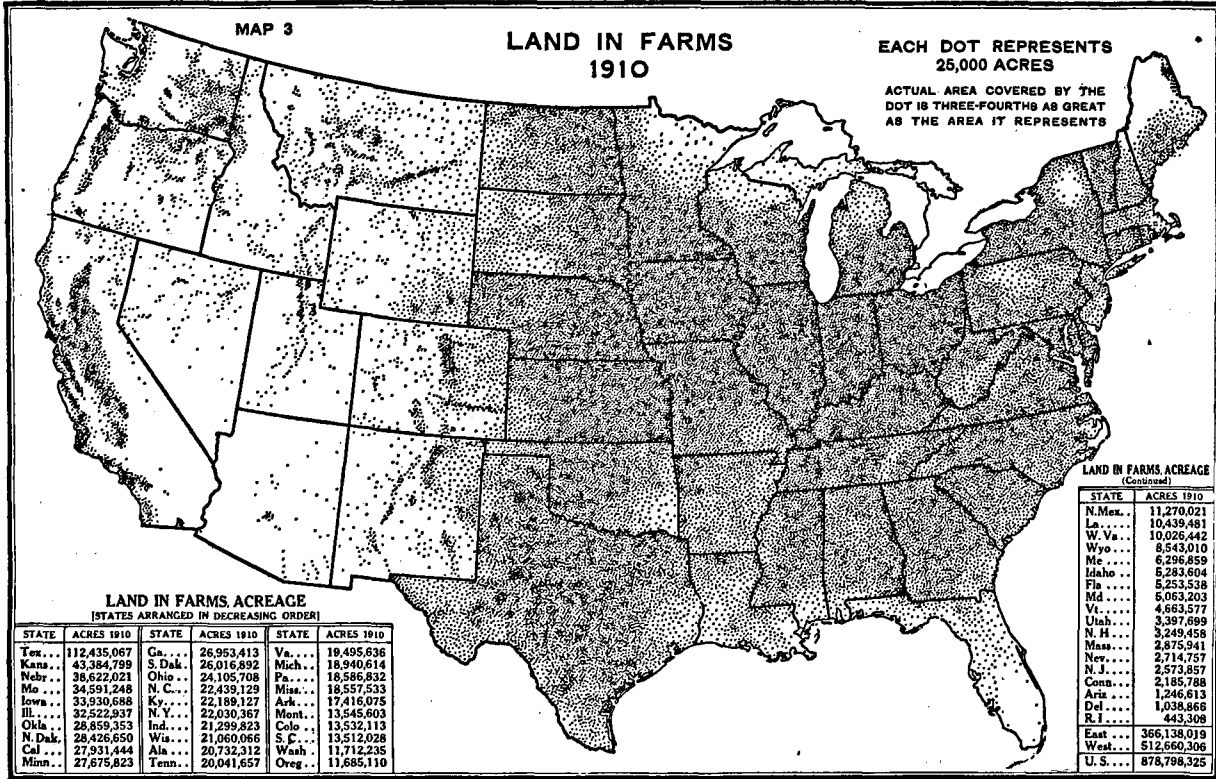 MAP 3
LAND IN FARMS
1910
EACH DOT REPRESENTS
25,000 ACRES
ACTUAL AREA COVERED BY THE
DOT IS THREE-FOURTHS AS GREAT
AS THE AREA IT REPRESENTS
LAND IN FARMS, ACREAGE
[STATES ARRANGED IN DECREASING ORDER]
STATE ACRES 1910 STATE ACRES 1910 STATE ACRES 1910
Tex... 112,435,067 Ga.... 26,953,413 Va.... 19,495,636
Kans.. 43,384,799 S. Dak. 26,016,892 Mich... 18,940,614
Nebr.. 38,622,021 Ohio... 24,105,708 Pa..... 18,586,832
Mo... 34,591,248 N. C... 22,439,129 Miss... 18,557,533
Iowa.. 33,930,688 Ky.... 22,189,127 Ark.... 17,416,075
Ill.... 32,522,937 N. Y... 22,030,367 Mont.. 13,545,603
Okla.. 28,859,353 Ind.... 21,299,823 Colo... 13,532,113
N. Dak. 28,426,650 Wis... 21,060,066 S. C... 13,512,028
Cal... 27,931,444 Ala... 20,732,312 Wash.. 11,712,235
Minn.. 27,675,823 Tenn.. 20,041,657 Oreg.. 11,685,110
LAND IN FARMS, ACREAGE
(Continued)
STATE ACRES 1910
N. Mex.. 11,270,021
La..... 10,439,481
W. Va.. 10,026,442
Wyo... 8,543,010
Me.... 6,296,859
Idaho.. 5,283,604
Fla.... 5,253,538
Md.... 5,063,203
Vt.... 4,663,577
Utah... 3,397,699
N. H... 3,249,458
Mass... 2,875,941
Nev... 2,714,757
N. J... 2,573,857
Conn... 2,185,788
Ariz... 1,246,613
Del... 1,038,866
R. I.... 443,308
East... 366,138,019
West... 512,660,306
U. S.... 878,798,325